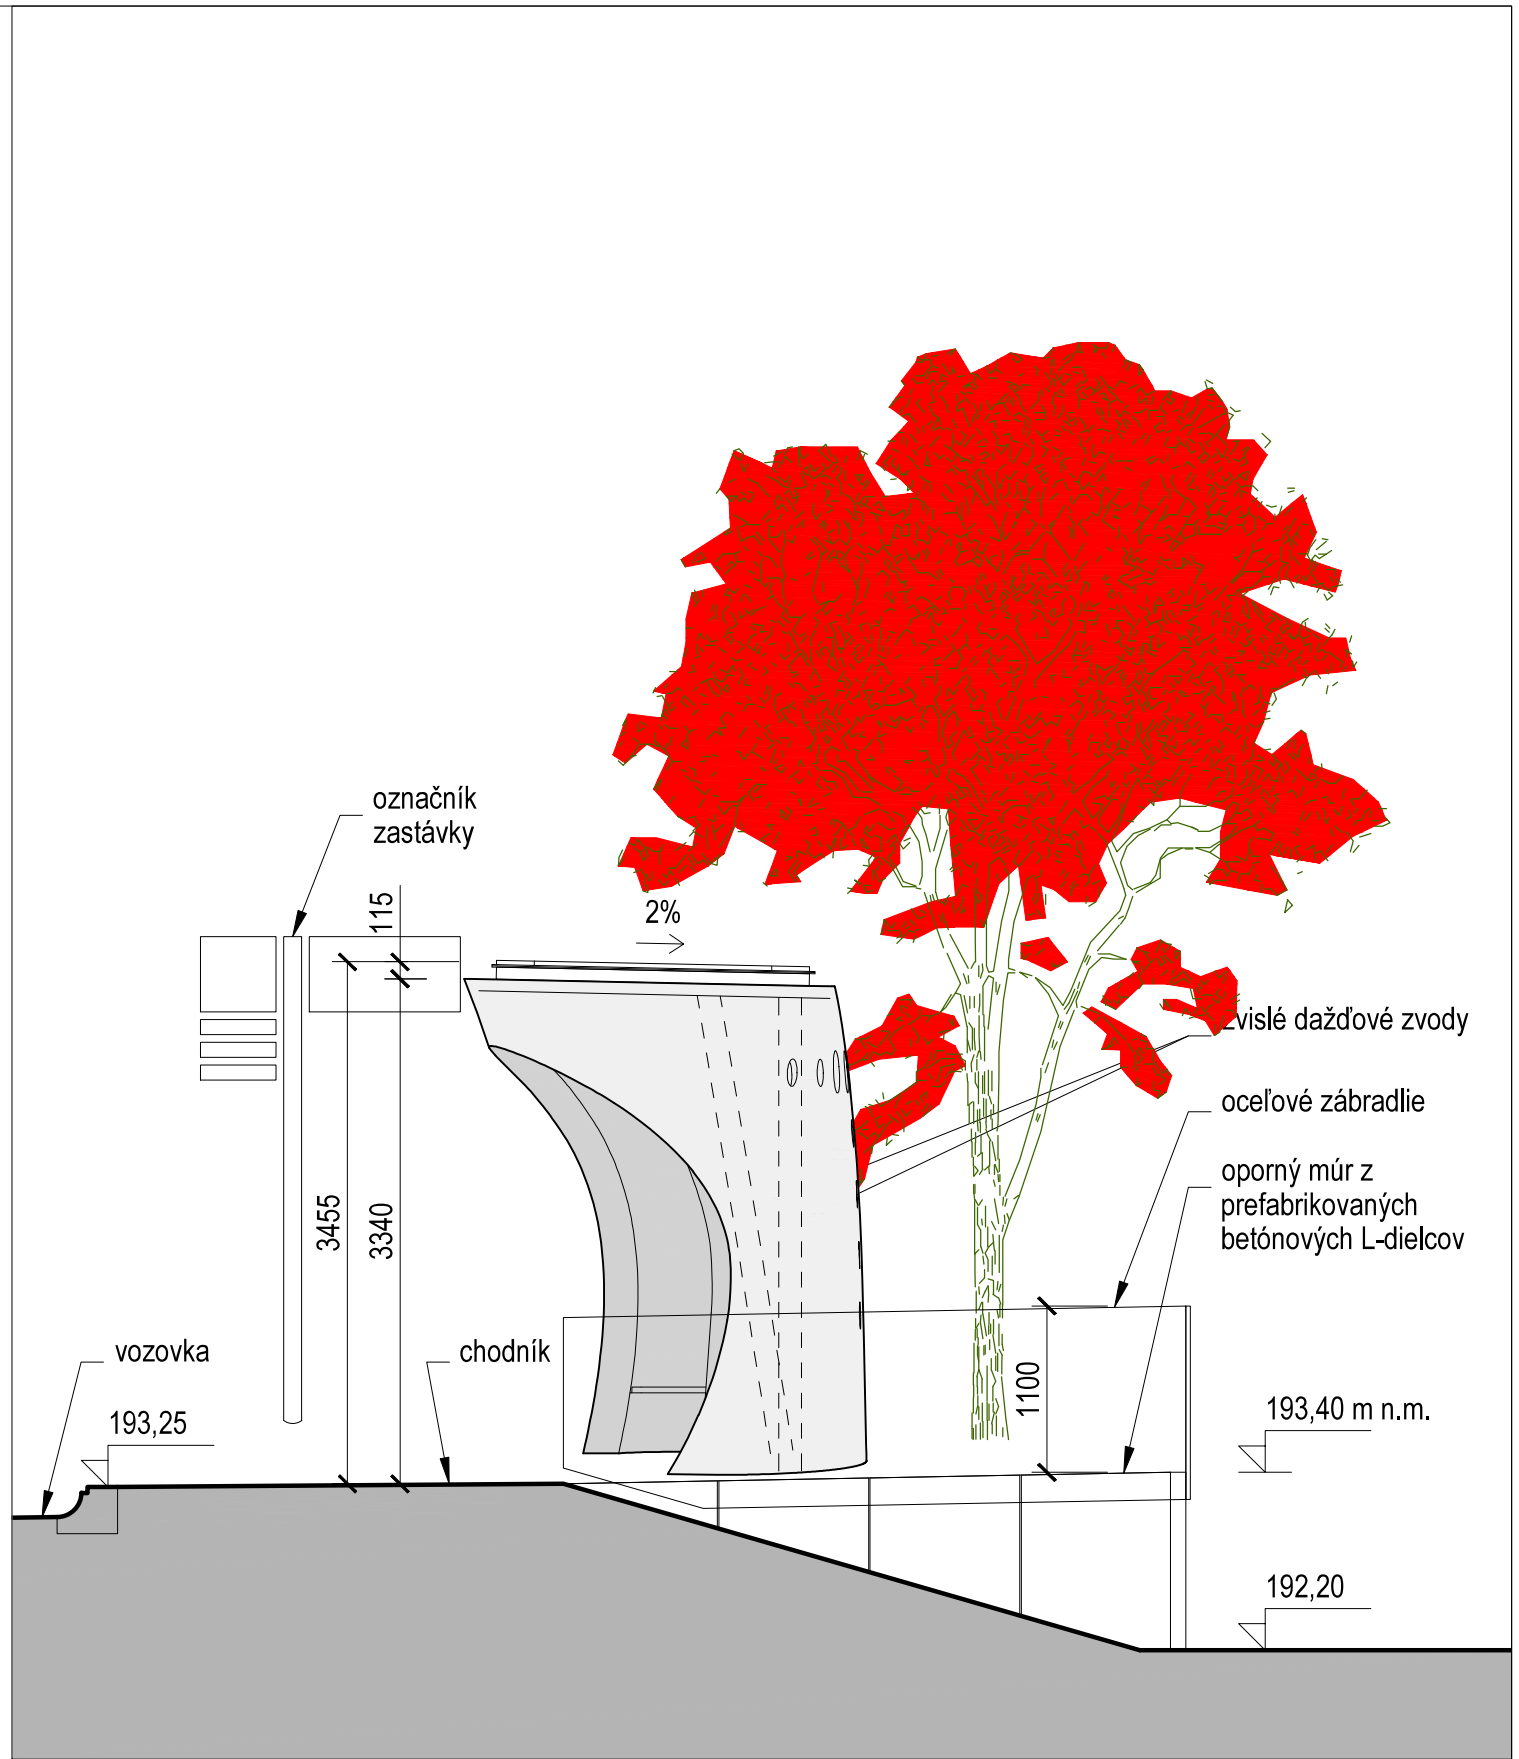 označník
zastávky
115
2%
zvislé dažďové zvody
oceľové zábradlie
oporný múr z
prefabrikovaných
betónových L-dielcov
3455
3340
vozovka
chodník
1100
193,25
193,40 m n.m.
192,20